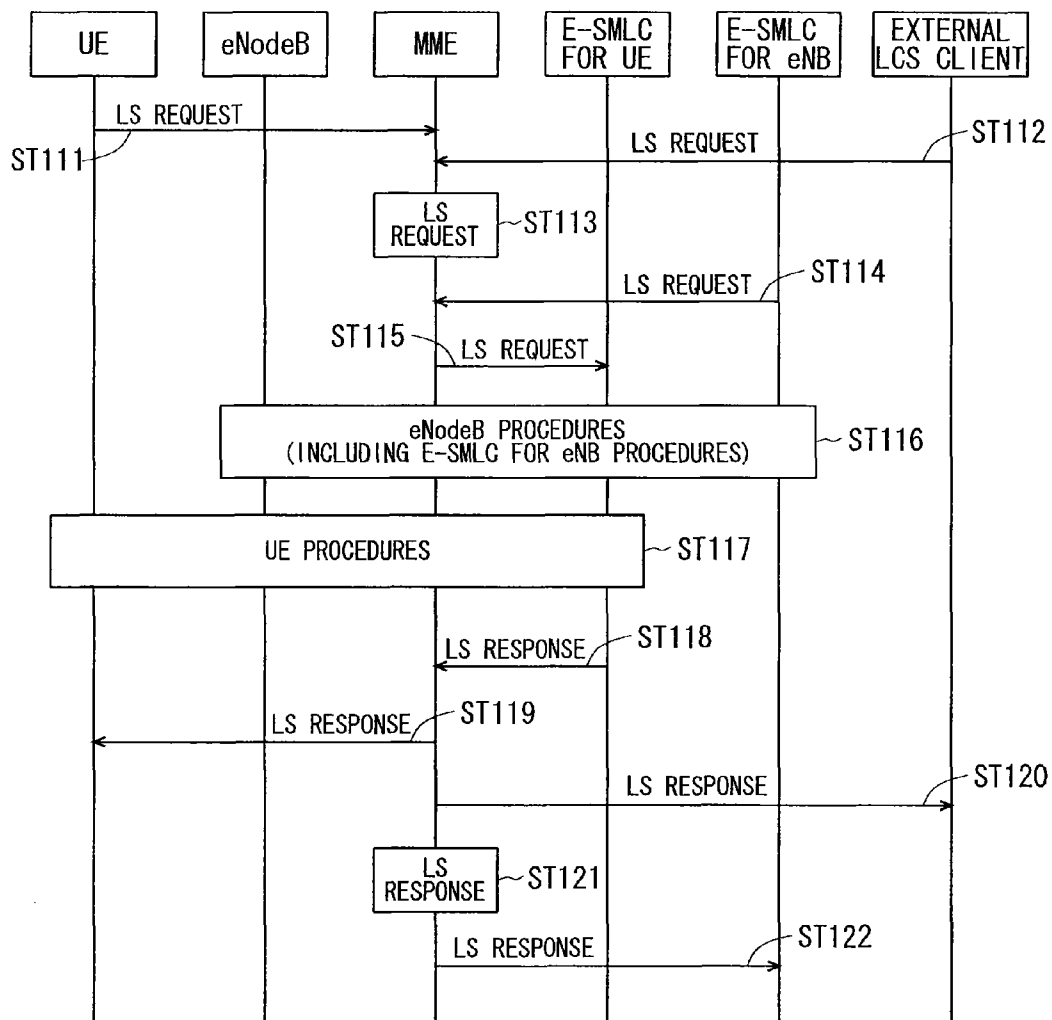 UE
eNodeB
MME
E-SMLC
FOR UE
E-SMLC
FOR eNB
EXTERNAL
LCS CLIENT
LS REQUEST
ST111
LS REQUEST
ST112
LS
REQUEST
ST113
LS REQUEST
ST114
ST115
LS REQUEST
eNodeB PROCEDURES
(INCLUDING E-SMLC FOR eNB PROCEDURES)
ST116
UE PROCEDURES
ST117
LS RESPONSE
ST118
LS RESPONSE
ST119
LS RESPONSE
ST120
LS
RESPONSE
ST121
LS RESPONSE
ST122